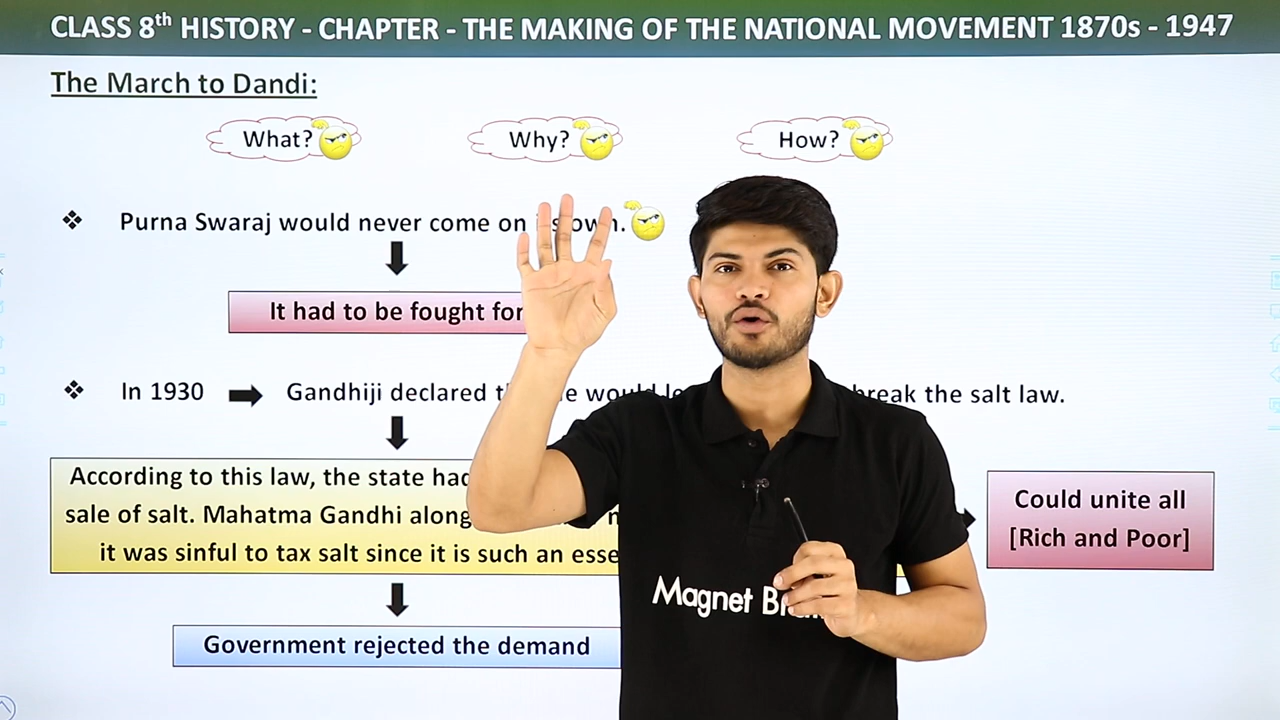 CLASS 8th HISTORY - CHAPTER - THE MAKING OF THE NATIONAL MOVEMENT 1870s - 1947
The March to Dandi:
What? Why? How?
Purna Swaraj would never come on own.
It had to be fought for
In 1930 Gandhiji declared would break the salt law.
According to this law, the state had
sale of salt. Mahatma Gandhi along
it was sinful to tax salt since it is such an
Could unite all
[Rich and Poor]
Government rejected the demand
Magnet